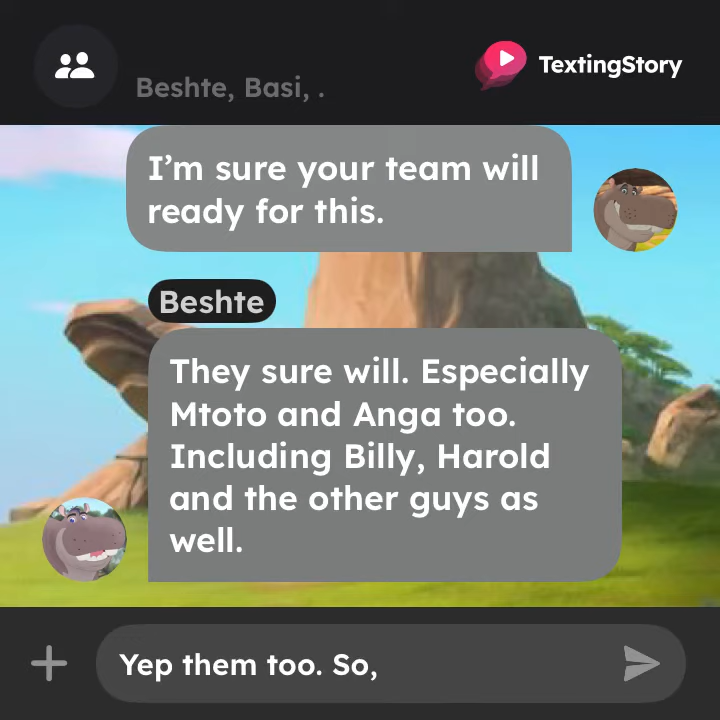 TextingStory
Beshte, Basi, .
I’m sure your team will
ready for this.
Beshte
They sure will. Especially
Mtoto and Anga too.
Including Billy, Harold
and the other guys as
well.
Yep them too. So,